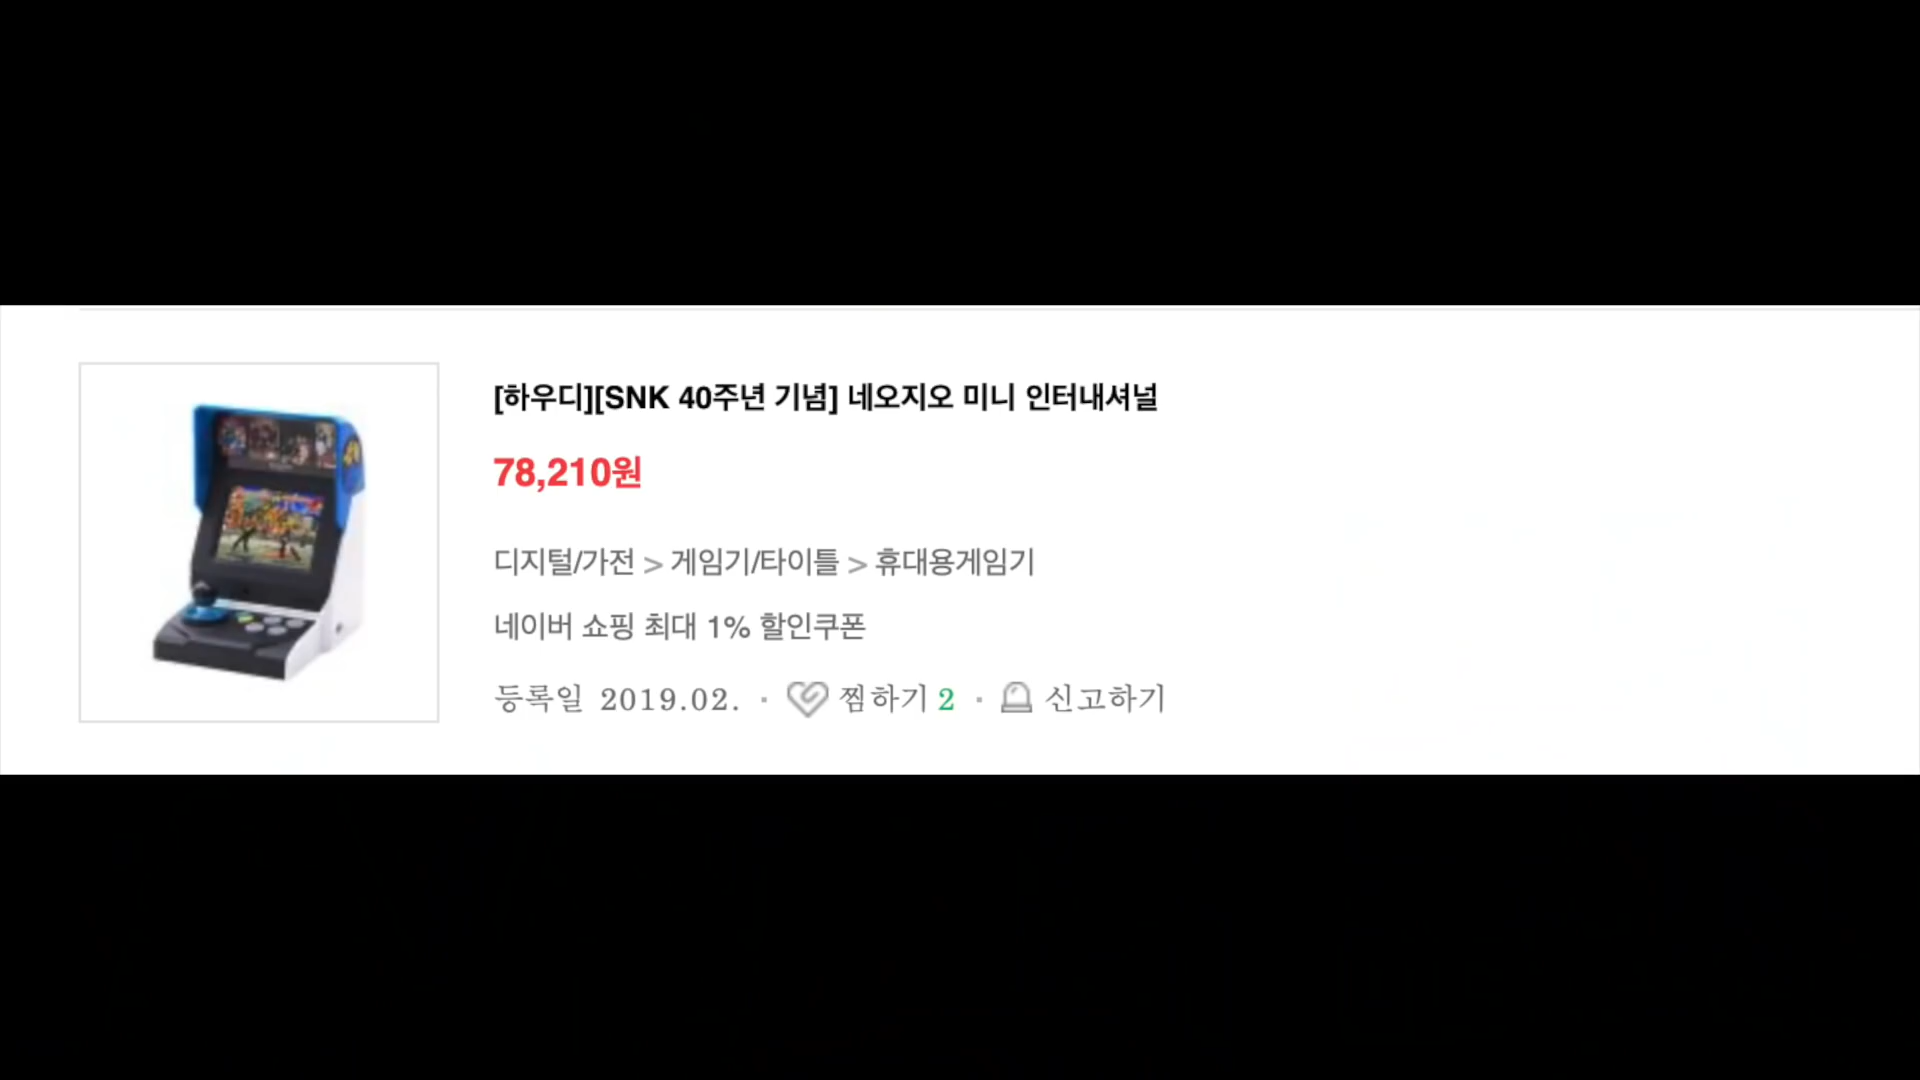 [하우디][SNK 40주년 기념] 네오지오 미니 인터내셔널
78,210원
디지털/가전 > 게임기/타이틀 > 휴대용게임기
네이버 쇼핑 최대 1% 할인쿠폰
등록일 2019.02. · 찜하기 2 · 신고하기